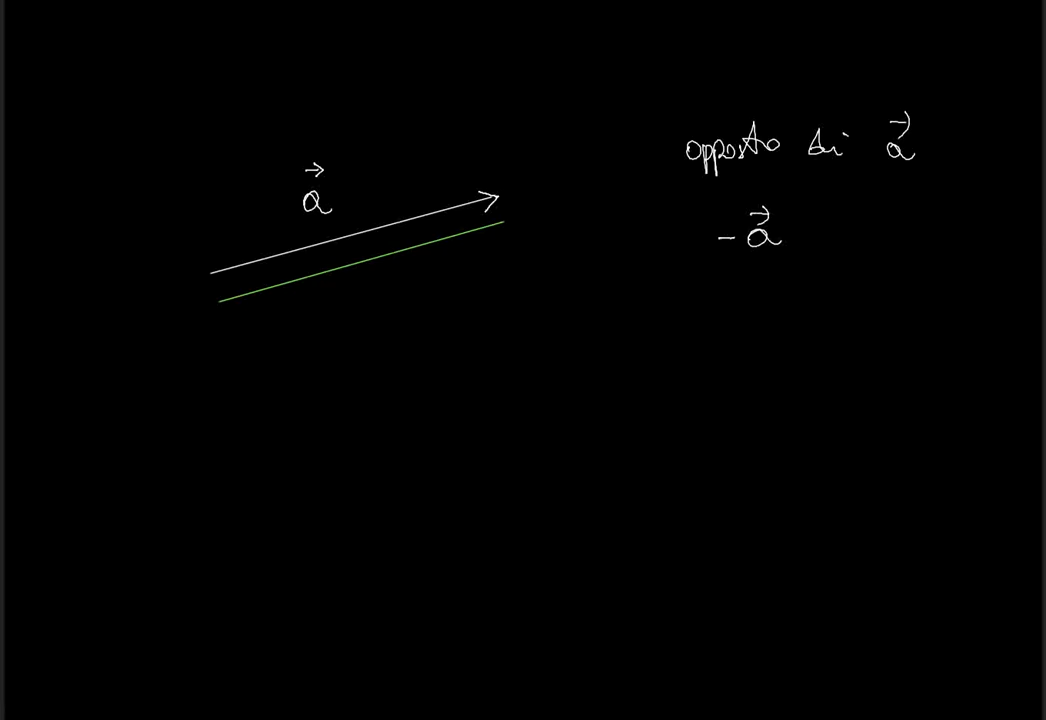 a⃗
opposto di a⃗
- a⃗